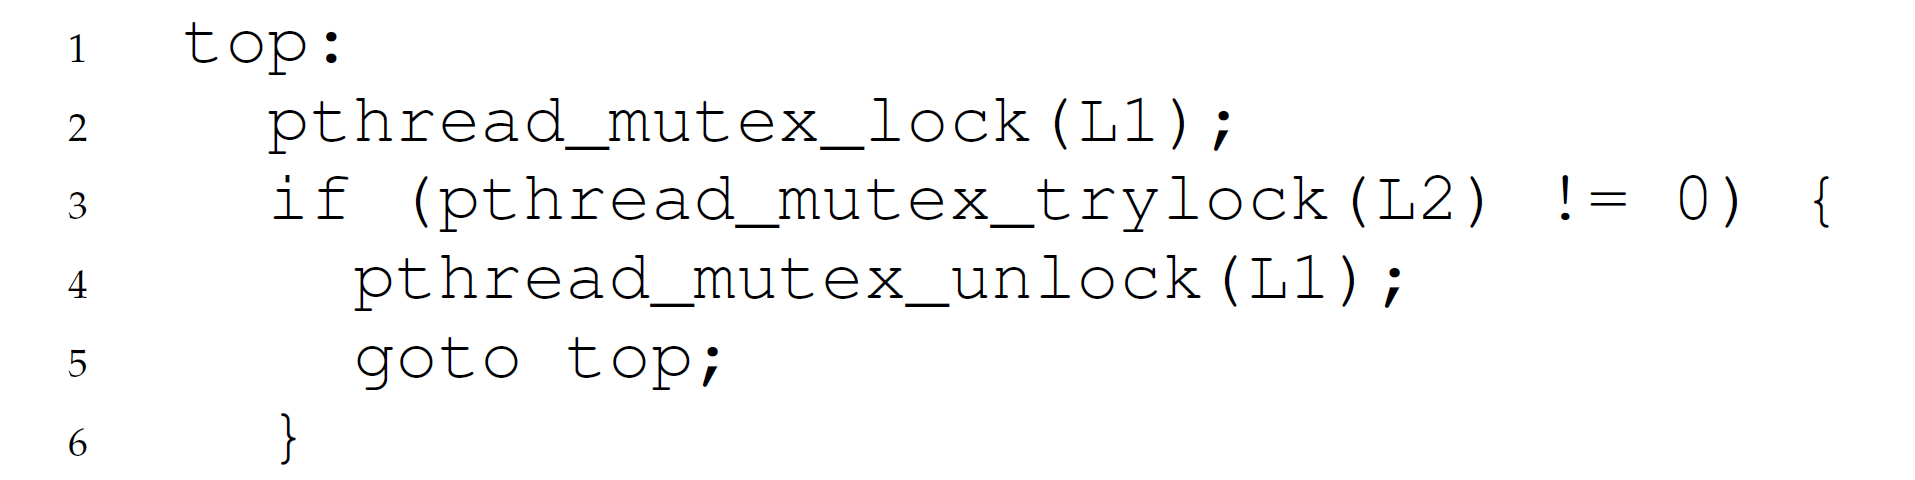 1 top:
2 pthread_mutex_lock(L1);
3 if (pthread_mutex_trylock(L2) != 0) {
4 pthread_mutex_unlock(L1);
5 goto top;
6 }